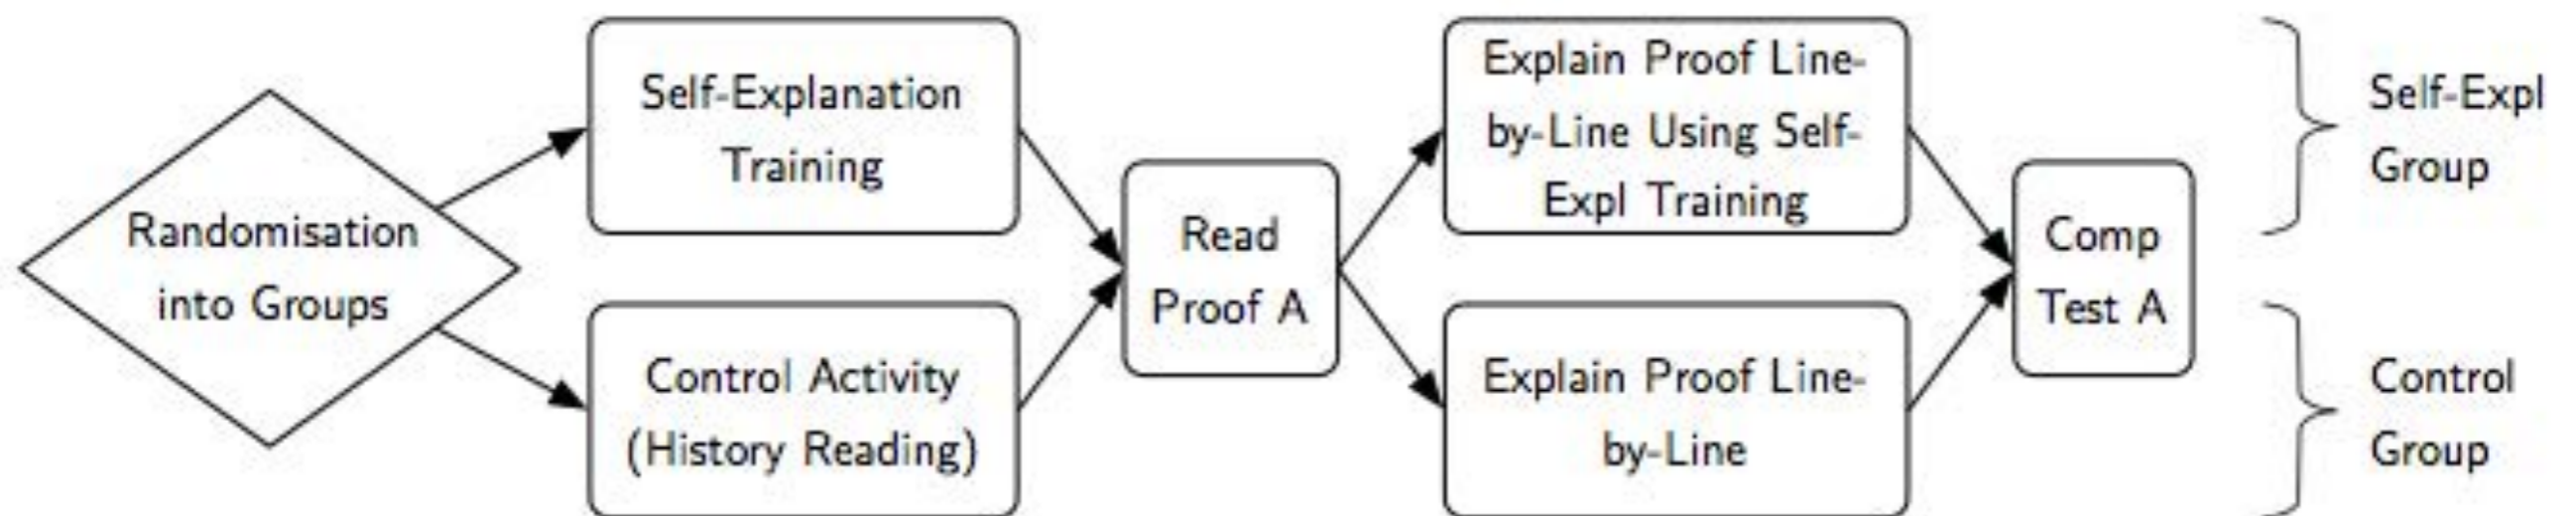 Randomisation
into Groups
Self-Explanation
Training
Control Activity
(History Reading)
Read
Proof A
Explain Proof Line-
by-Line Using Self-
Expl Training
Explain Proof Line-
by-Line
Comp
Test A
Self-Expl
Group
Control
Group